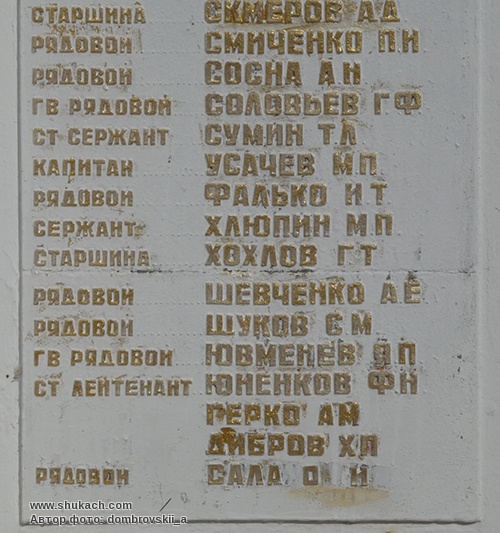 СТАРШИНА СКМБРОВ А.Д
РЯДОВОЙ СМИЧЕНКО П.И
РЯДОВОЙ СОСНА А.Н
ГВ РЯДОВОЙ СОЛОВЬЕВ Г.Ф
СТ СЕРЖАНТ СУМИН Т.Л
КАПИТАН УСАЧЕВ М.П
РЯДОВОЙ ФАЛЬКО И.Т
СЕРЖАНТ ХЛЮПИН М.П
СТАРШИНА ХОХЛОВ Г.Т
РЯДОВОЙ ШЕВЧЕНКО А.Е
РЯДОВОЙ ШУКОВ С.М
ГВ РЯДОВОЙ ЮВМЕНЕВ Я.П
СТ ЛЕЙТЕНАНТ ЮНЕНКОВ Ф.Н
ГЕРКО А.М
ДИБРОВ Х.П
РЯДОВОЙ САЛА
www.shukach.com
Автор фото: dombrovskii_a